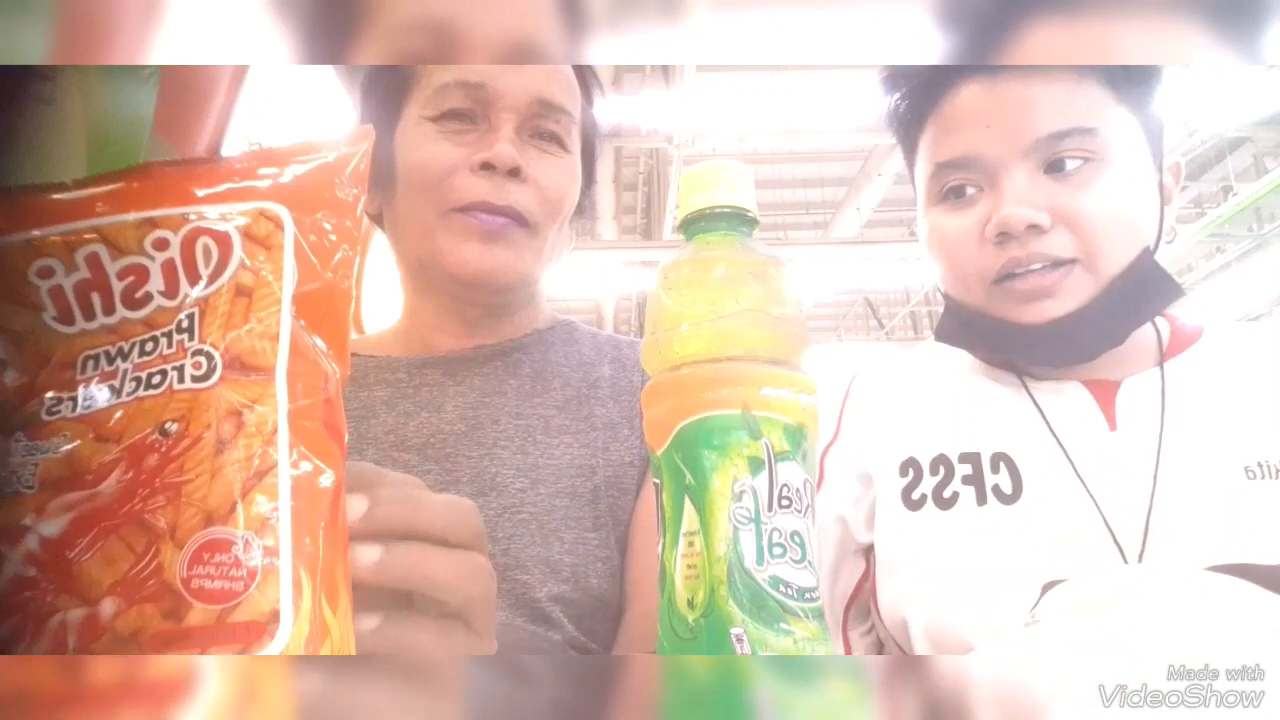 Oishi
Prawn
Crackers
ONLY
NATURAL
SHRIMPS
Real
Leaf
CFSS
Made with
VideoShow